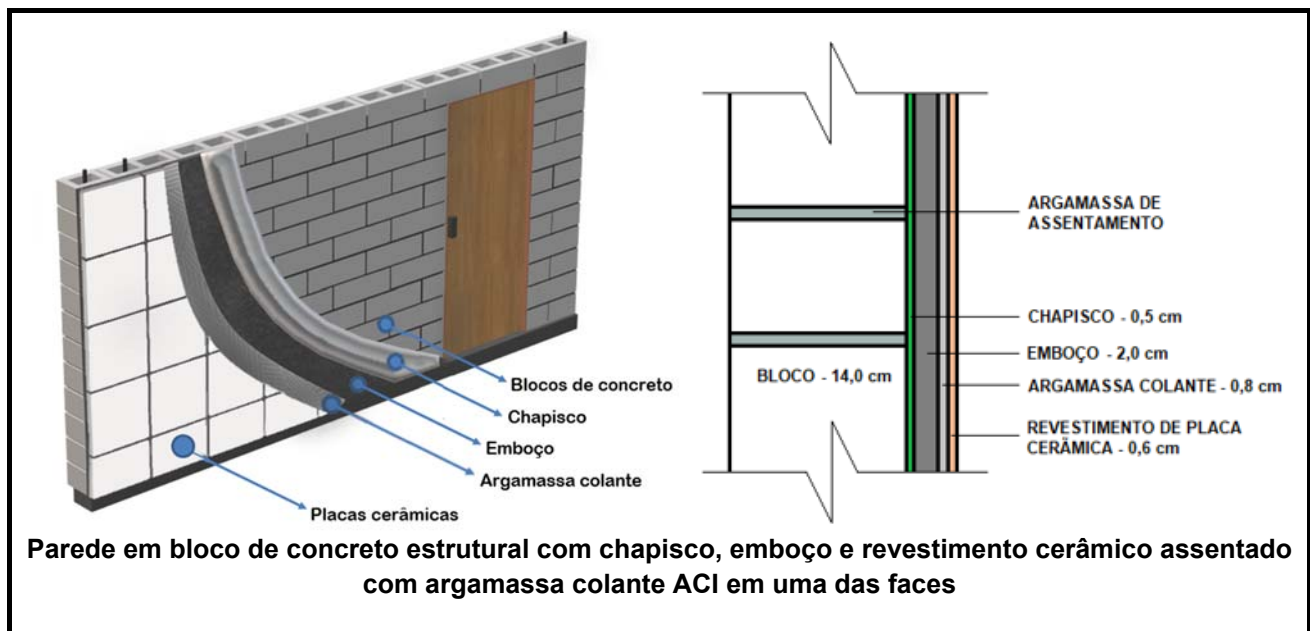 Blocos de concreto
Chapisco
Emboço
Argamassa colante
Placas cerâmicas
ARGAMASSA DE
ASSENTAMENTO
CHAPISCO - 0,5 cm
BLOCO - 14,0 cm
EMBOÇO - 2,0 cm
ARGAMASSA COLANTE - 0,8 cm
REVESTIMENTO DE PLACA
CERÂMICA - 0,6 cm
Parede em bloco de concreto estrutural com chapisco, emboço e revestimento cerâmico assentado
com argamassa colante ACI em uma das faces